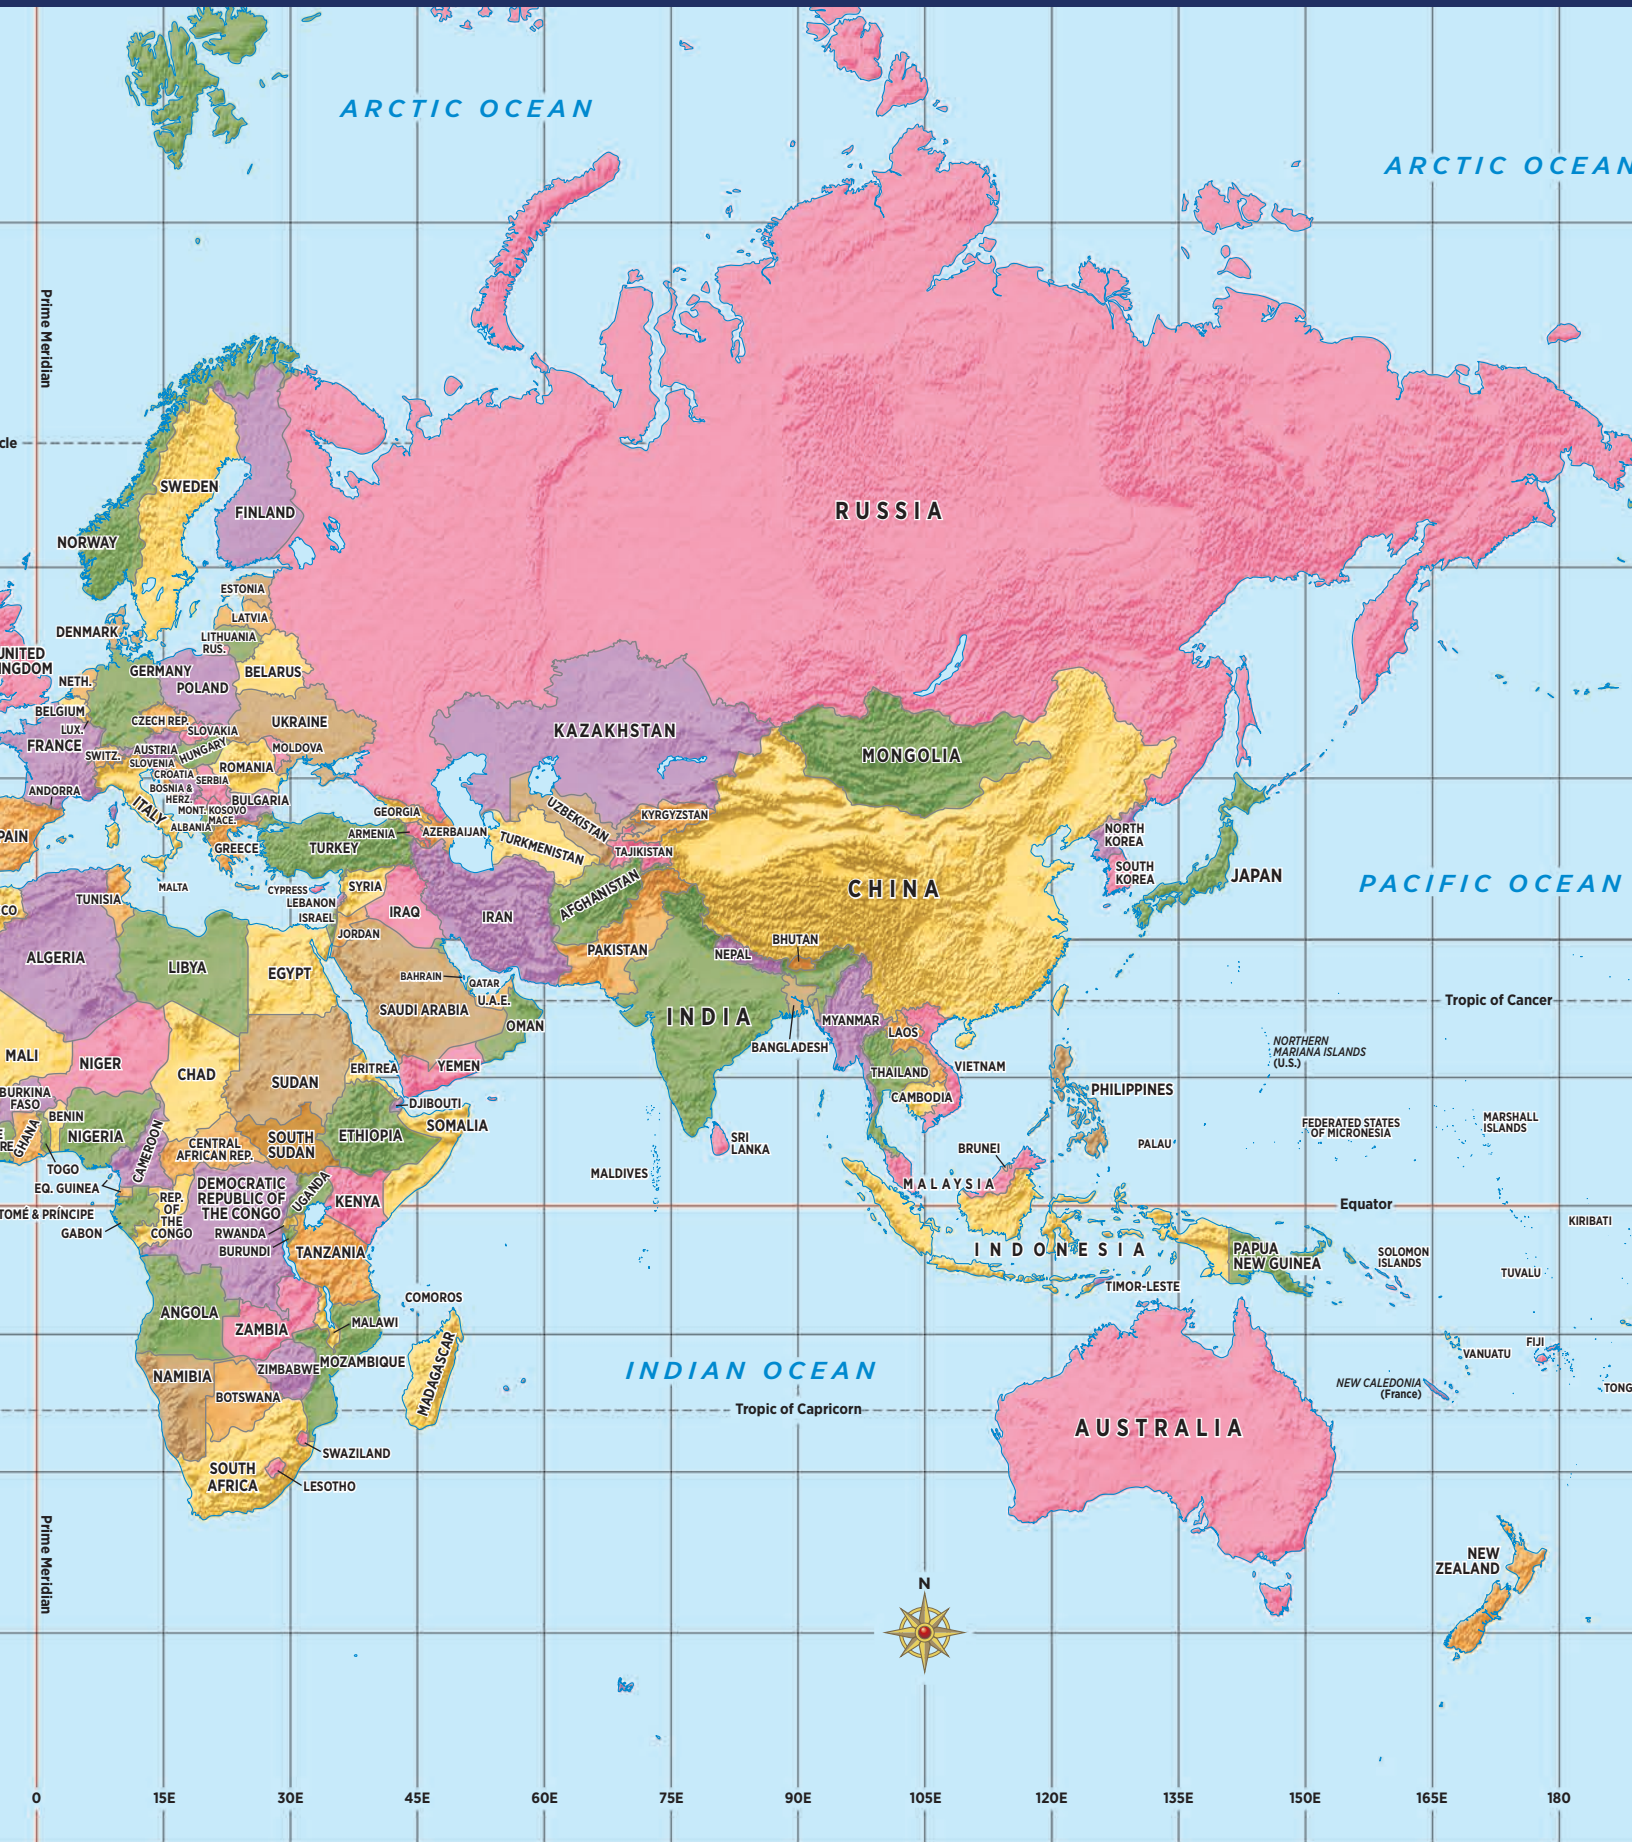 ARCTIC OCEAN
ARCTIC OCEAN
Prime Meridian
cle
SWEDEN
RUSSIA
FINLAND
NORWAY
ESTONIA
LATVIA
DENMARK
LITHUANIA
RUS.
UNITED
INGDOM
GERMANY
BELARUS
NETH.
POLAND
BELGIUM
CZECH REP.
UKRAINE
LUX.
SLOVAKIA
KAZAKHSTAN
FRANCE
AUSTRIA
HUNGARY
MOLDOVA
SWITZ.
SLOVENIA
MONGOLIA
ROMANIA
CROATIA
SERBIA
BOSNIA &
HERZ.
ANDORRA
BULGARIA
ITALY
MONT.
KOSOVO
MACE.
GEORGIA
UZBEKISTAN
KYRGYZSTAN
ALBANIA
ARMENIA
AZERBAIJAN
PAIN
NORTH
KOREA
GREECE
TURKEY
TURKMENISTAN
TAJIKISTAN
SOUTH
KOREA
JAPAN
PACIFIC OCEAN
MALTA
CYPRESS
SYRIA
CHINA
TUNISIA
LEBANON
AFGHANISTAN
CO
ISRAEL
IRAQ
IRAN
JORDAN
BHUTAN
PAKISTAN
NEPAL
ALGERIA
LIBYA
EGYPT
BAHRAIN
QATAR
U.A.E.
Tropic of Cancer
SAUDI ARABIA
INDIA
OMAN
MYANMAR
LAOS
BANGLADESH
NORTHERN
MARIANA ISLANDS
(U.S.)
MALI
NIGER
CHAD
SUDAN
ERITREA
YEMEN
THAILAND
VIETNAM
BURKINA
FASO
PHILIPPINES
CAMBODIA
DJIBOUTI
BENIN
SOMALIA
FEDERATED STATES
OF MICRONESIA
MARSHALL
ISLANDS
E
RE
GHANA
NIGERIA
CAMEROON
CENTRAL
AFRICAN REP.
SOUTH
SUDAN
ETHIOPIA
SRI
LANKA
BRUNEI
PALAU
TOGO
MALDIVES
EQ. GUINEA
DEMOCRATIC
REPUBLIC OF
THE CONGO
UGANDA
KENYA
MALAYSIA
REP.
OF
THE
CONGO
Equator
TOMÉ & PRÍNCIPE
KIRIBATI
GABON
RWANDA
BURUNDI
TANZANIA
INDONESIA
PAPUA
NEW GUINEA
SOLOMON
ISLANDS
TUVALU
TIMOR-LESTE
COMOROS
ANGOLA
MALAWI
ZAMBIA
FIJI
VANUATU
MOZAMBIQUE
ZIMBABWE
INDIAN OCEAN
MADAGASCAR
NAMIBIA
NEW CALEDONIA
(France)
TONG
BOTSWANA
Tropic of Capricorn
AUSTRALIA
SWAZILAND
SOUTH
AFRICA
LESOTHO
Prime Meridian
NEW
ZEALAND
N
0 15E 30E 45E 60E 75E 90E 105E 120E 135E 150E 165E 180